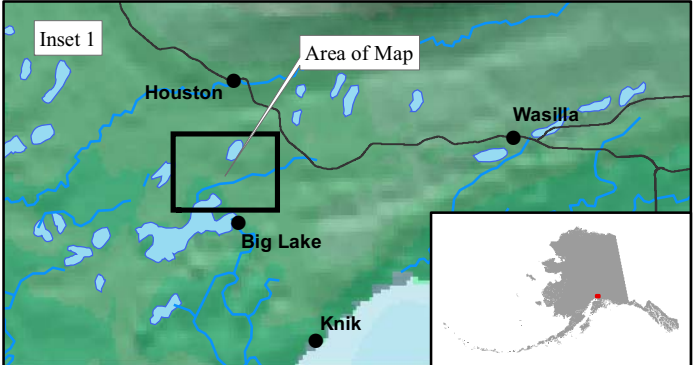 Inset 1
Area of Map
Houston
Wasilla
Big Lake
Knik